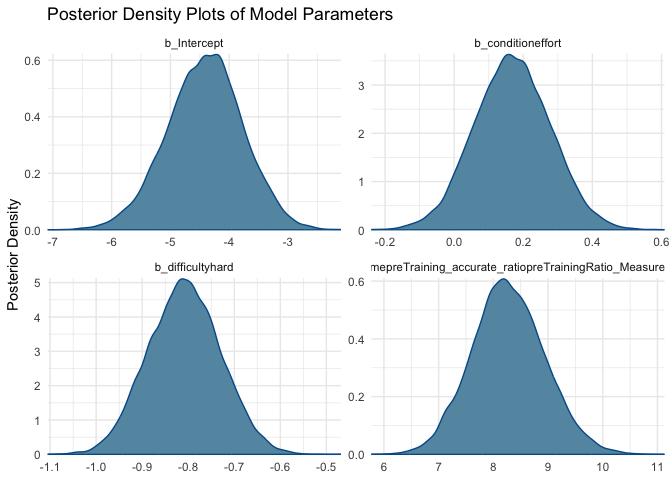 Posterior Density Plots of Model Parameters
b_Intercept
b_conditioneffort
0.6
0.4
0.2
0.0
3
2
1
0
-7 -6 -5 -4 -3
-0.2 0.0 0.2 0.4 0.6
Posterior Density
b_difficultyhard
mepreTraining_accurate_ratiopreTrainingRatio_Measure
5
4
3
2
1
0
0.6
0.4
0.2
0.0
-1.1 -1.0 -0.9 -0.8 -0.7 -0.6 -0.5
6 7 8 9 10 11